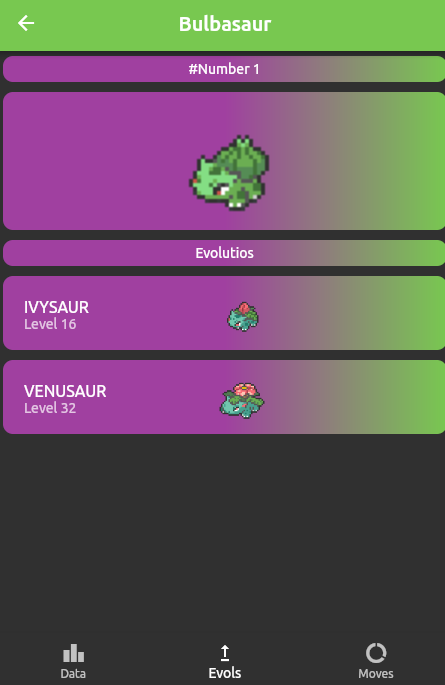 Bulbasaur
#Number 1
Evolutios
IVYSAUR
Level 16
VENUSAUR
Level 32
Data
Evols
Moves